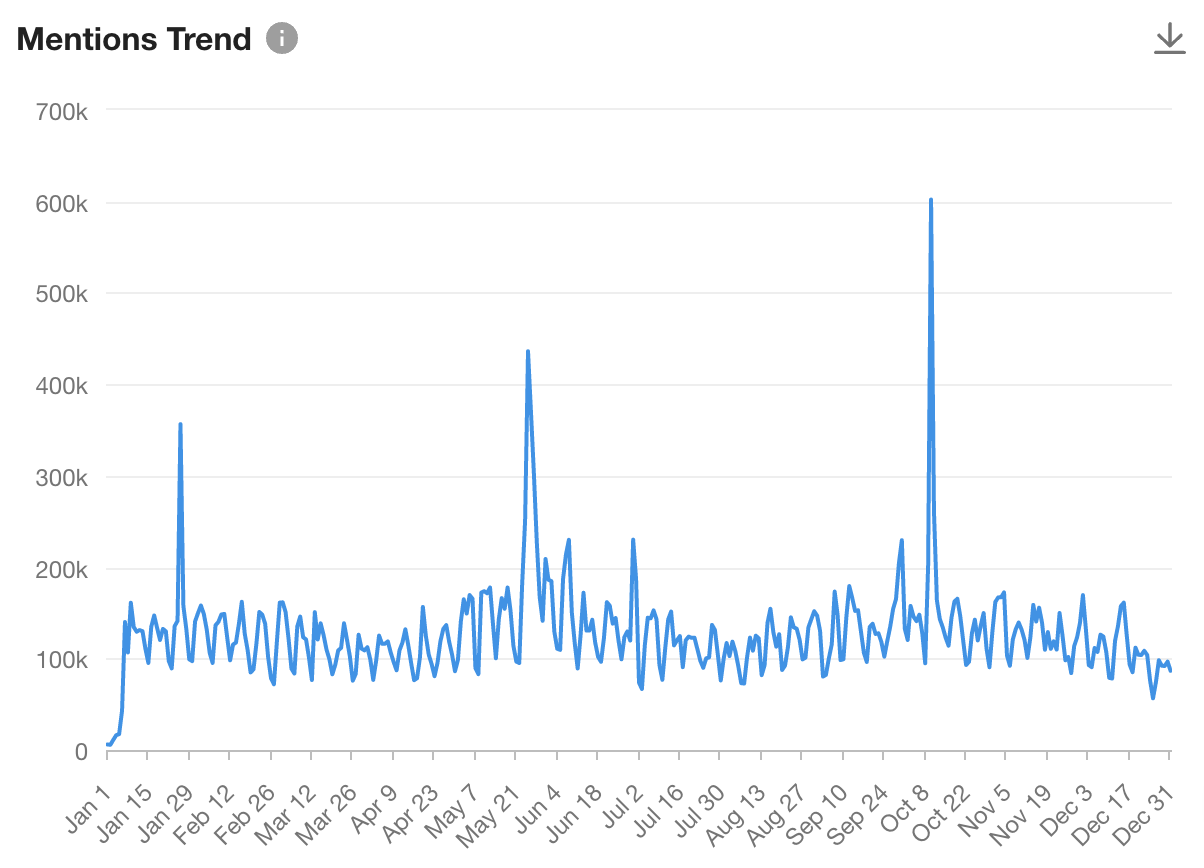 Mentions Trend i
700k
600k
500k
400k
300k
200k
100k
0
Jan 1 Jan 15 Jan 29 Feb 12 Feb 26 Mar 12 Mar 26 Apr 9 Apr 23 May 7 May 21 Jun 4 Jun 18 Jul 2 Jul 16 Jul 30 Aug 13 Aug 27 Sep 10 Sep 24 Oct 8 Oct 22 Nov 5 Nov 19 Dec 3 Dec 17 Dec 31